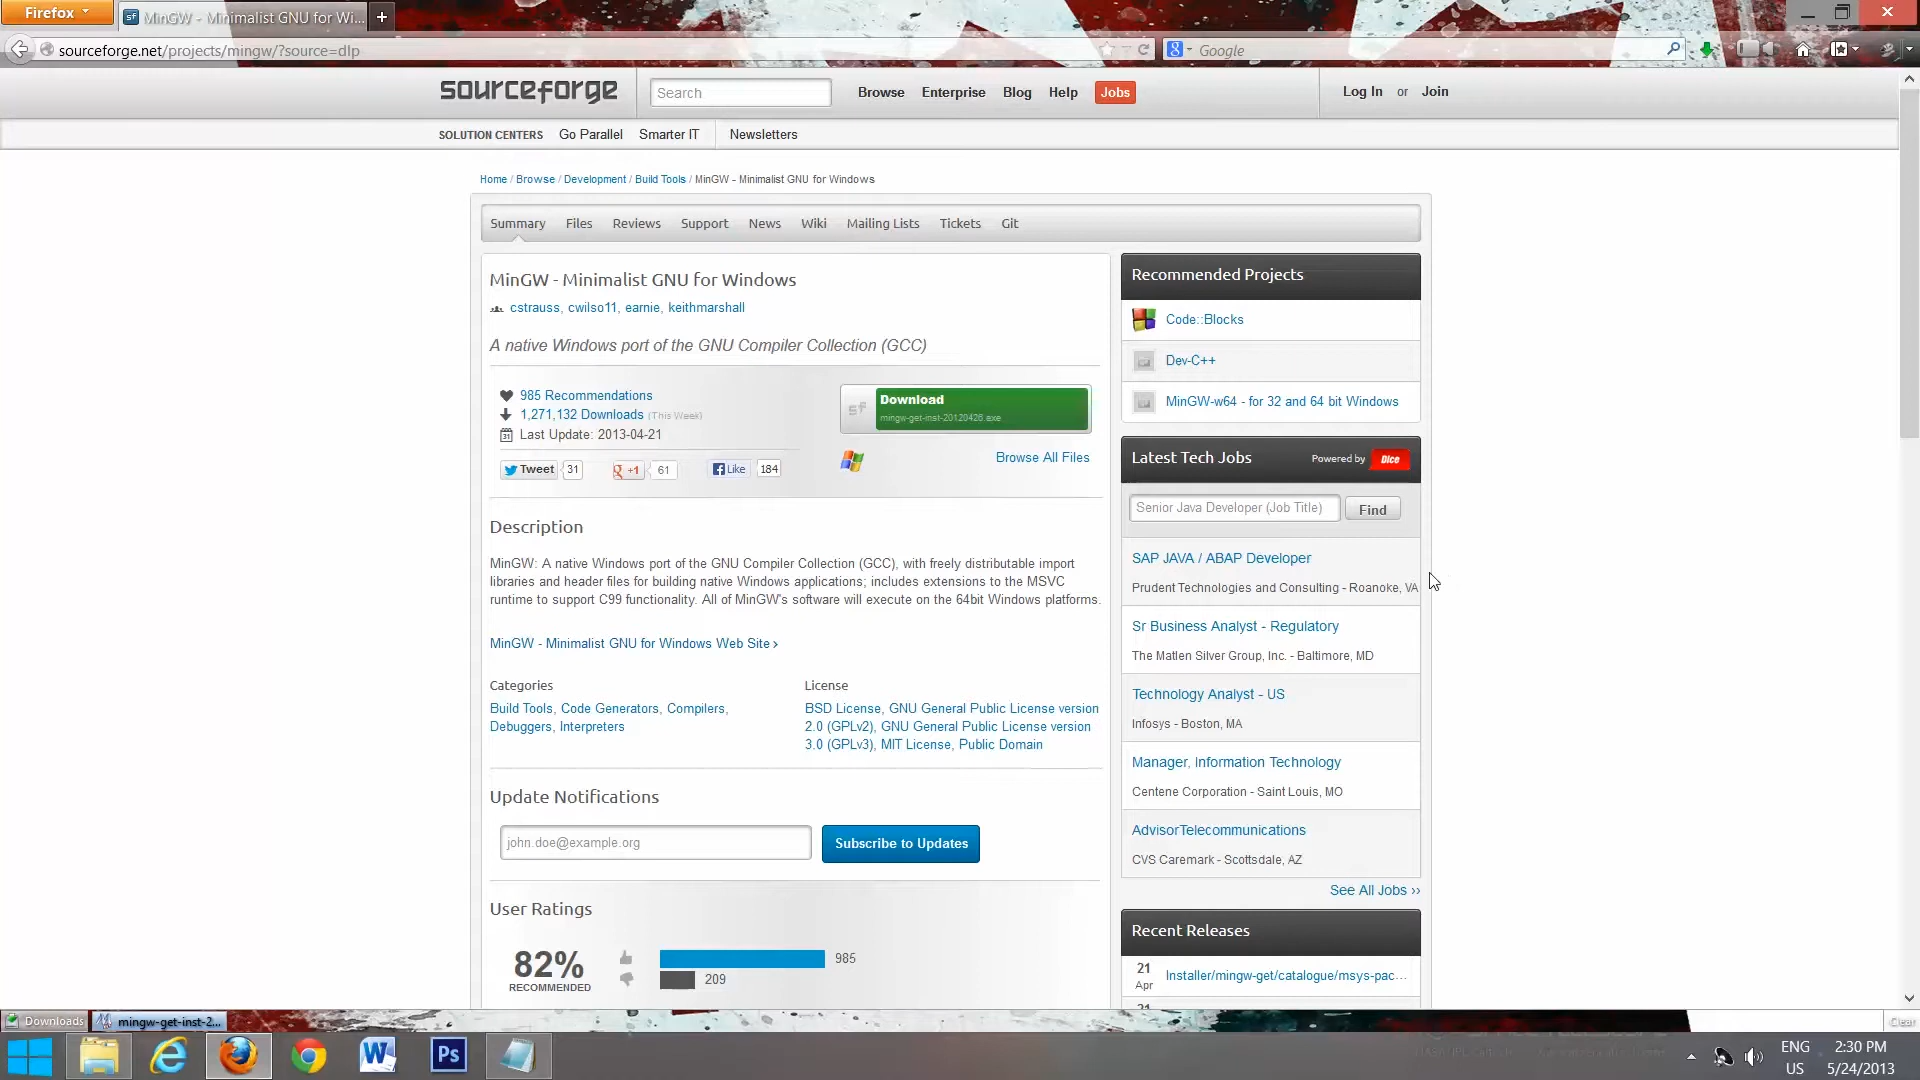 Firefox
MinGW - Minimalist GNU for Wi...
sourceforge.net/projects/mingw/?source=dlp
Google
sourceforge
Search
Browse
Enterprise
Blog
Help
Jobs
Log In or Join
SOLUTION CENTERS
Go Parallel
Smarter IT
Newsletters
Home / Browse / Development / Build Tools / MinGW - Minimalist GNU for Windows
Summary
Files
Reviews
Support
News
Wiki
Mailing Lists
Tickets
Git
MinGW - Minimalist GNU for Windows
cstrauss, cwilso11, earnie, keithmarshall
A native Windows port of the GNU Compiler Collection (GCC)
985 Recommendations
1,271,132 Downloads (This Week)
Last Update: 2013-04-21
Tweet 31
+1 61
Like 184
sf
Download
mingw-get-inst-20120426.exe
Browse All Files
Description
MinGW: A native Windows port of the GNU Compiler Collection (GCC), with freely distributable import
libraries and header files for building native Windows applications; includes extensions to the MSVC
runtime to support C99 functionality. All of MinGW's software will execute on the 64bit Windows platforms.
MinGW - Minimalist GNU for Windows Web Site ›
Categories
Build Tools, Code Generators, Compilers,
Debuggers, Interpreters
License
BSD License, GNU General Public License version
2.0 (GPLv2), GNU General Public License version
3.0 (GPLv3), MIT License, Public Domain
Update Notifications
john.doe@example.org
Subscribe to Updates
User Ratings
82%
RECOMMENDED
985
209
Recommended Projects
Code::Blocks
Dev-C++
MinGW-w64 - for 32 and 64 bit Windows
Latest Tech Jobs
Powered by Dice
Senior Java Developer (Job Title)
Find
SAP JAVA / ABAP Developer
Prudent Technologies and Consulting - Roanoke, VA
Sr Business Analyst - Regulatory
The Matlen Silver Group, Inc. - Baltimore, MD
Technology Analyst - US
Infosys - Boston, MA
Manager, Information Technology
Centene Corporation - Saint Louis, MO
AdvisorTelecommunications
CVS Caremark - Scottsdale, AZ
See All Jobs ››
Recent Releases
21
Apr
Installer/mingw-get/catalogue/msys-pac...
Downloads
mingw-get-inst-2...
Clear
ENG
US
2:30 PM
5/24/2013